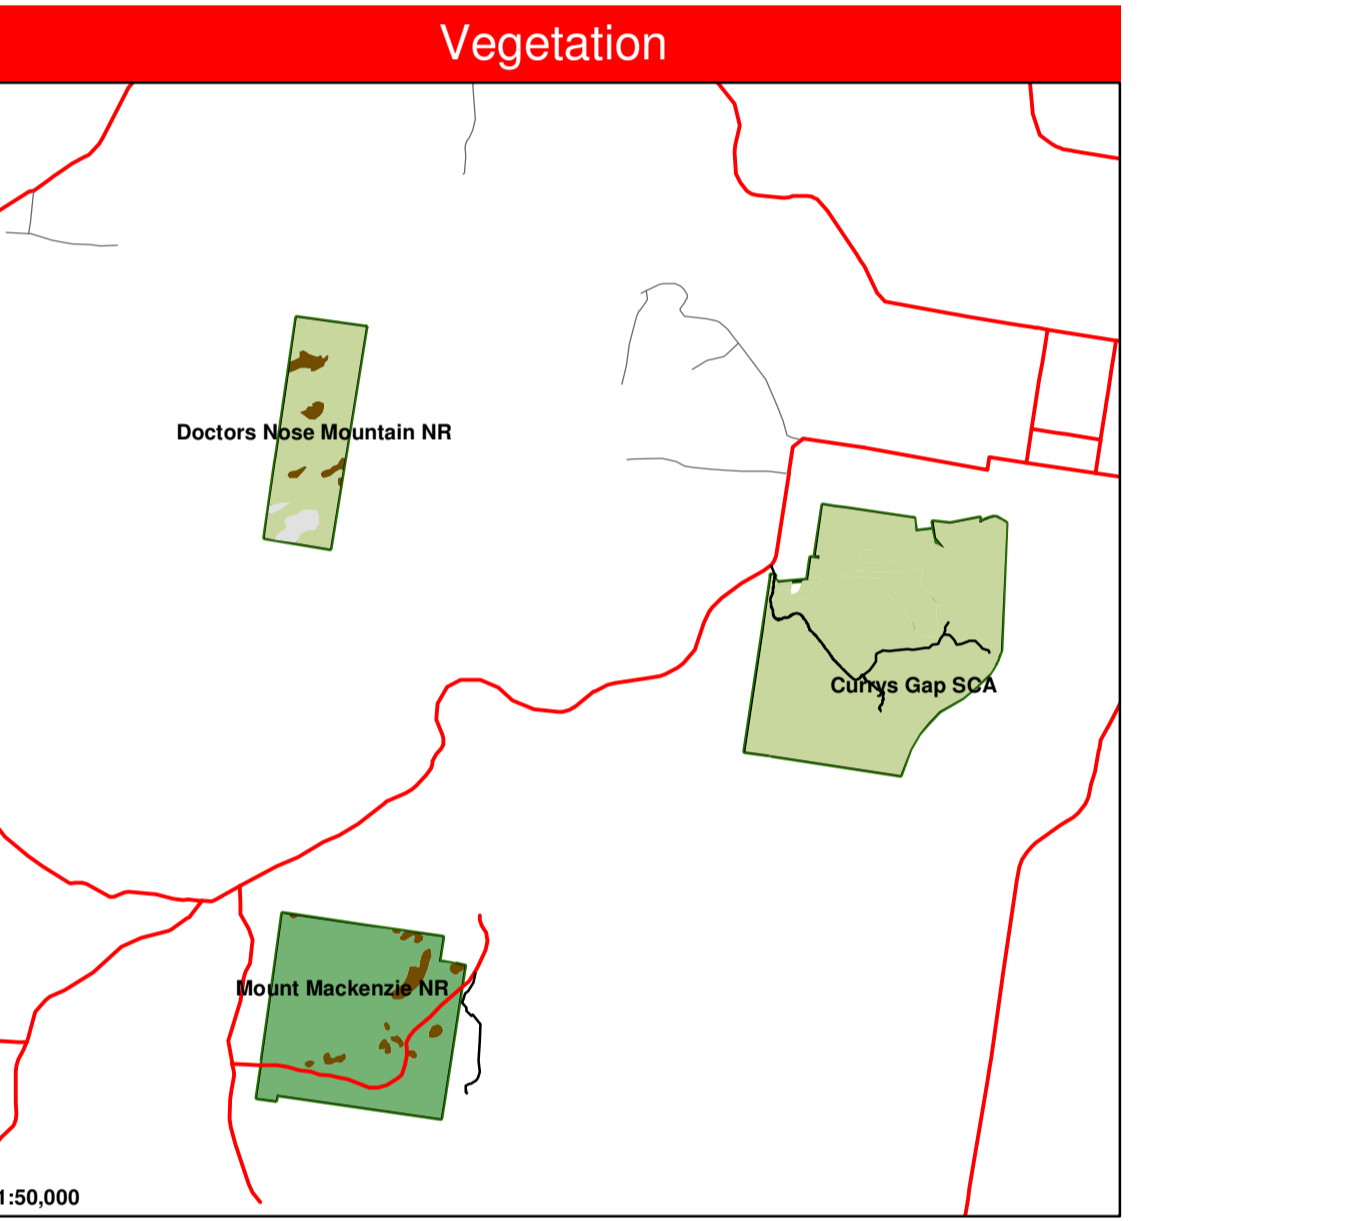 Vegetation
Doctors Nose Mountain NR
Currys Gap SCA
Mount Mackenzie NR
1:50,000